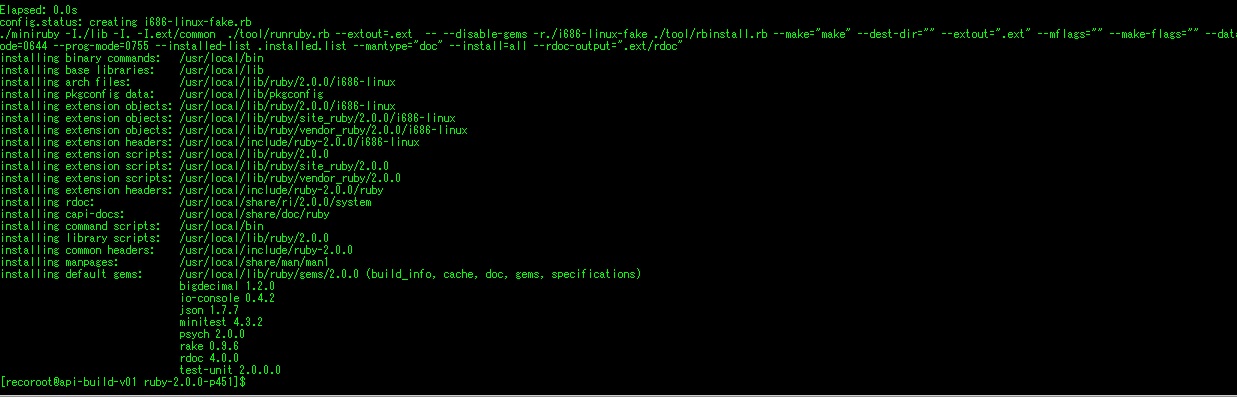 Elapsed: 0.0s
config.status: creating i686-linux-fake.rb
./miniruby -I./lib -I. -I.ext/common  ./tool/runruby.rb --extout=.ext  -- --disable-gems -r./i686-linux-fake ./tool/rbinstall.rb --make="make" --dest-dir="" --extout=".ext" --mflags="" --make-flags="" --data
ode=0644 --prog-mode=0755 --installed-list .installed.list --mantype="doc" --install=all --rdoc-output=".ext/rdoc"
installing binary commands:   /usr/local/bin
installing base libraries:    /usr/local/lib
installing arch files:        /usr/local/lib/ruby/2.0.0/i686-linux
installing pkgconfig data:    /usr/local/lib/pkgconfig
installing extension objects: /usr/local/lib/ruby/2.0.0/i686-linux
installing extension objects: /usr/local/lib/ruby/site_ruby/2.0.0/i686-linux
installing extension objects: /usr/local/lib/ruby/vendor_ruby/2.0.0/i686-linux
installing extension headers: /usr/local/include/ruby-2.0.0/i686-linux
installing extension scripts: /usr/local/lib/ruby/2.0.0
installing extension scripts: /usr/local/lib/ruby/site_ruby/2.0.0
installing extension scripts: /usr/local/lib/ruby/vendor_ruby/2.0.0
installing extension headers: /usr/local/include/ruby-2.0.0/ruby
installing rdoc:              /usr/local/share/ri/2.0.0/system
installing capi-docs:         /usr/local/share/doc/ruby
installing command scripts:   /usr/local/bin
installing library scripts:   /usr/local/lib/ruby/2.0.0
installing common headers:    /usr/local/include/ruby-2.0.0
installing manpages:          /usr/local/share/man/man1
installing default gems:      /usr/local/lib/ruby/gems/2.0.0 (build_info, cache, doc, gems, specifications)
                              bigdecimal 1.2.0
                              io-console 0.4.2
                              json 1.7.7
                              minitest 4.3.2
                              psych 2.0.0
                              rake 0.9.6
                              rdoc 4.0.0
                              test-unit 2.0.0.0
[recoroot@api-build-v01 ruby-2.0.0-p451]$